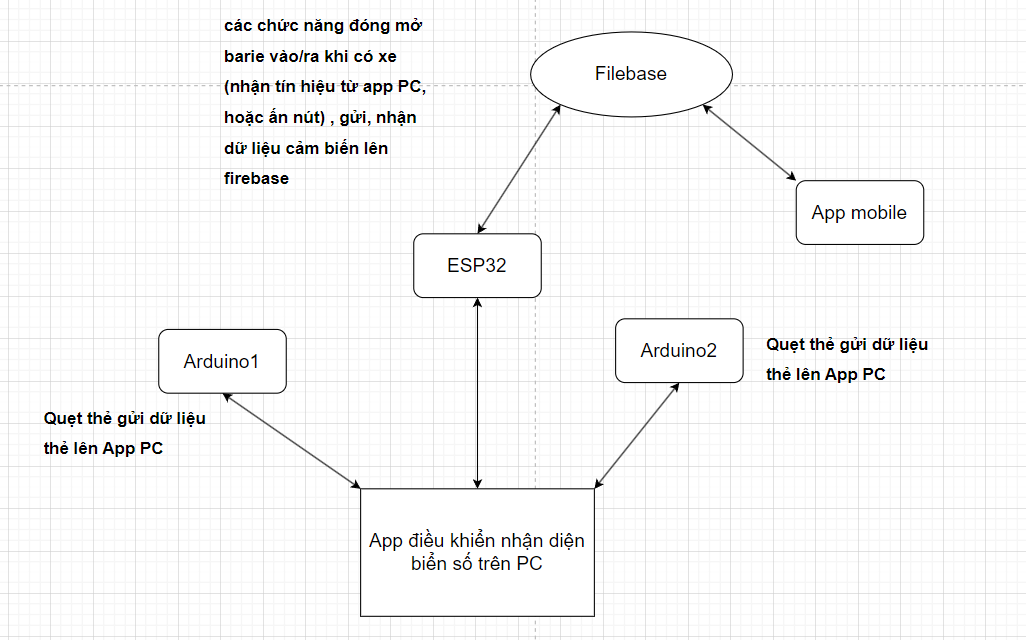 các chức năng đóng mở
barie vào/ra khi có xe
(nhận tín hiệu từ app PC,
hoặc ấn nút) , gửi, nhận
dữ liệu cảm biến lên
firebase
Filebase
App mobile
ESP32
Arduino1
Arduino2
Quẹt thẻ gửi dữ liệu
thẻ lên App PC
Quẹt thẻ gửi dữ liệu
thẻ lên App PC
App điều khiển nhận diện
biển số trên PC